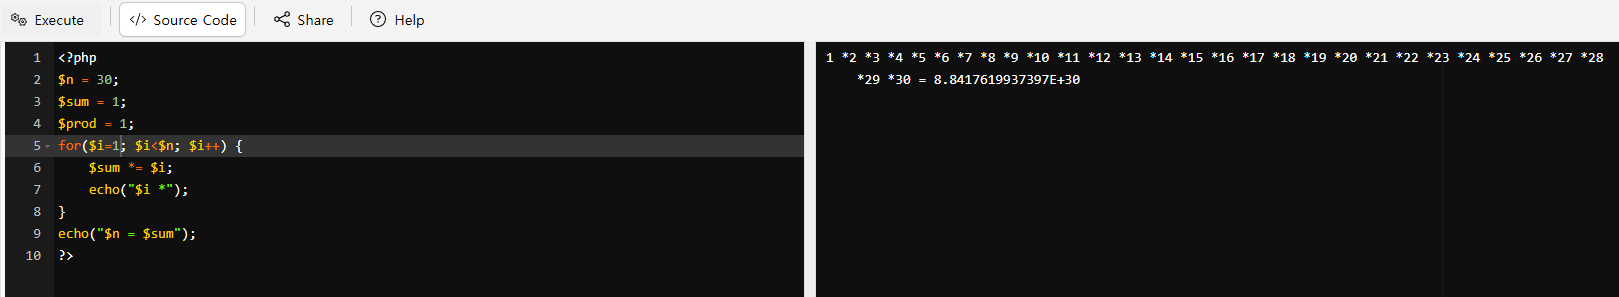 Execute
</> Source Code
Share
Help
1 <?php
2 $n = 30;
3 $sum = 1;
4 $prod = 1;
5 for($i=1; $i<$n; $i++) {
6     $sum *= $i;
7     echo("$i *");
8 }
9 echo("$n = $sum");
10 ?>
1 *2 *3 *4 *5 *6 *7 *8 *9 *10 *11 *12 *13 *14 *15 *16 *17 *18 *19 *20 *21 *22 *23 *24 *25 *26 *27 *28
*29 *30 = 8.8417619937397E+30